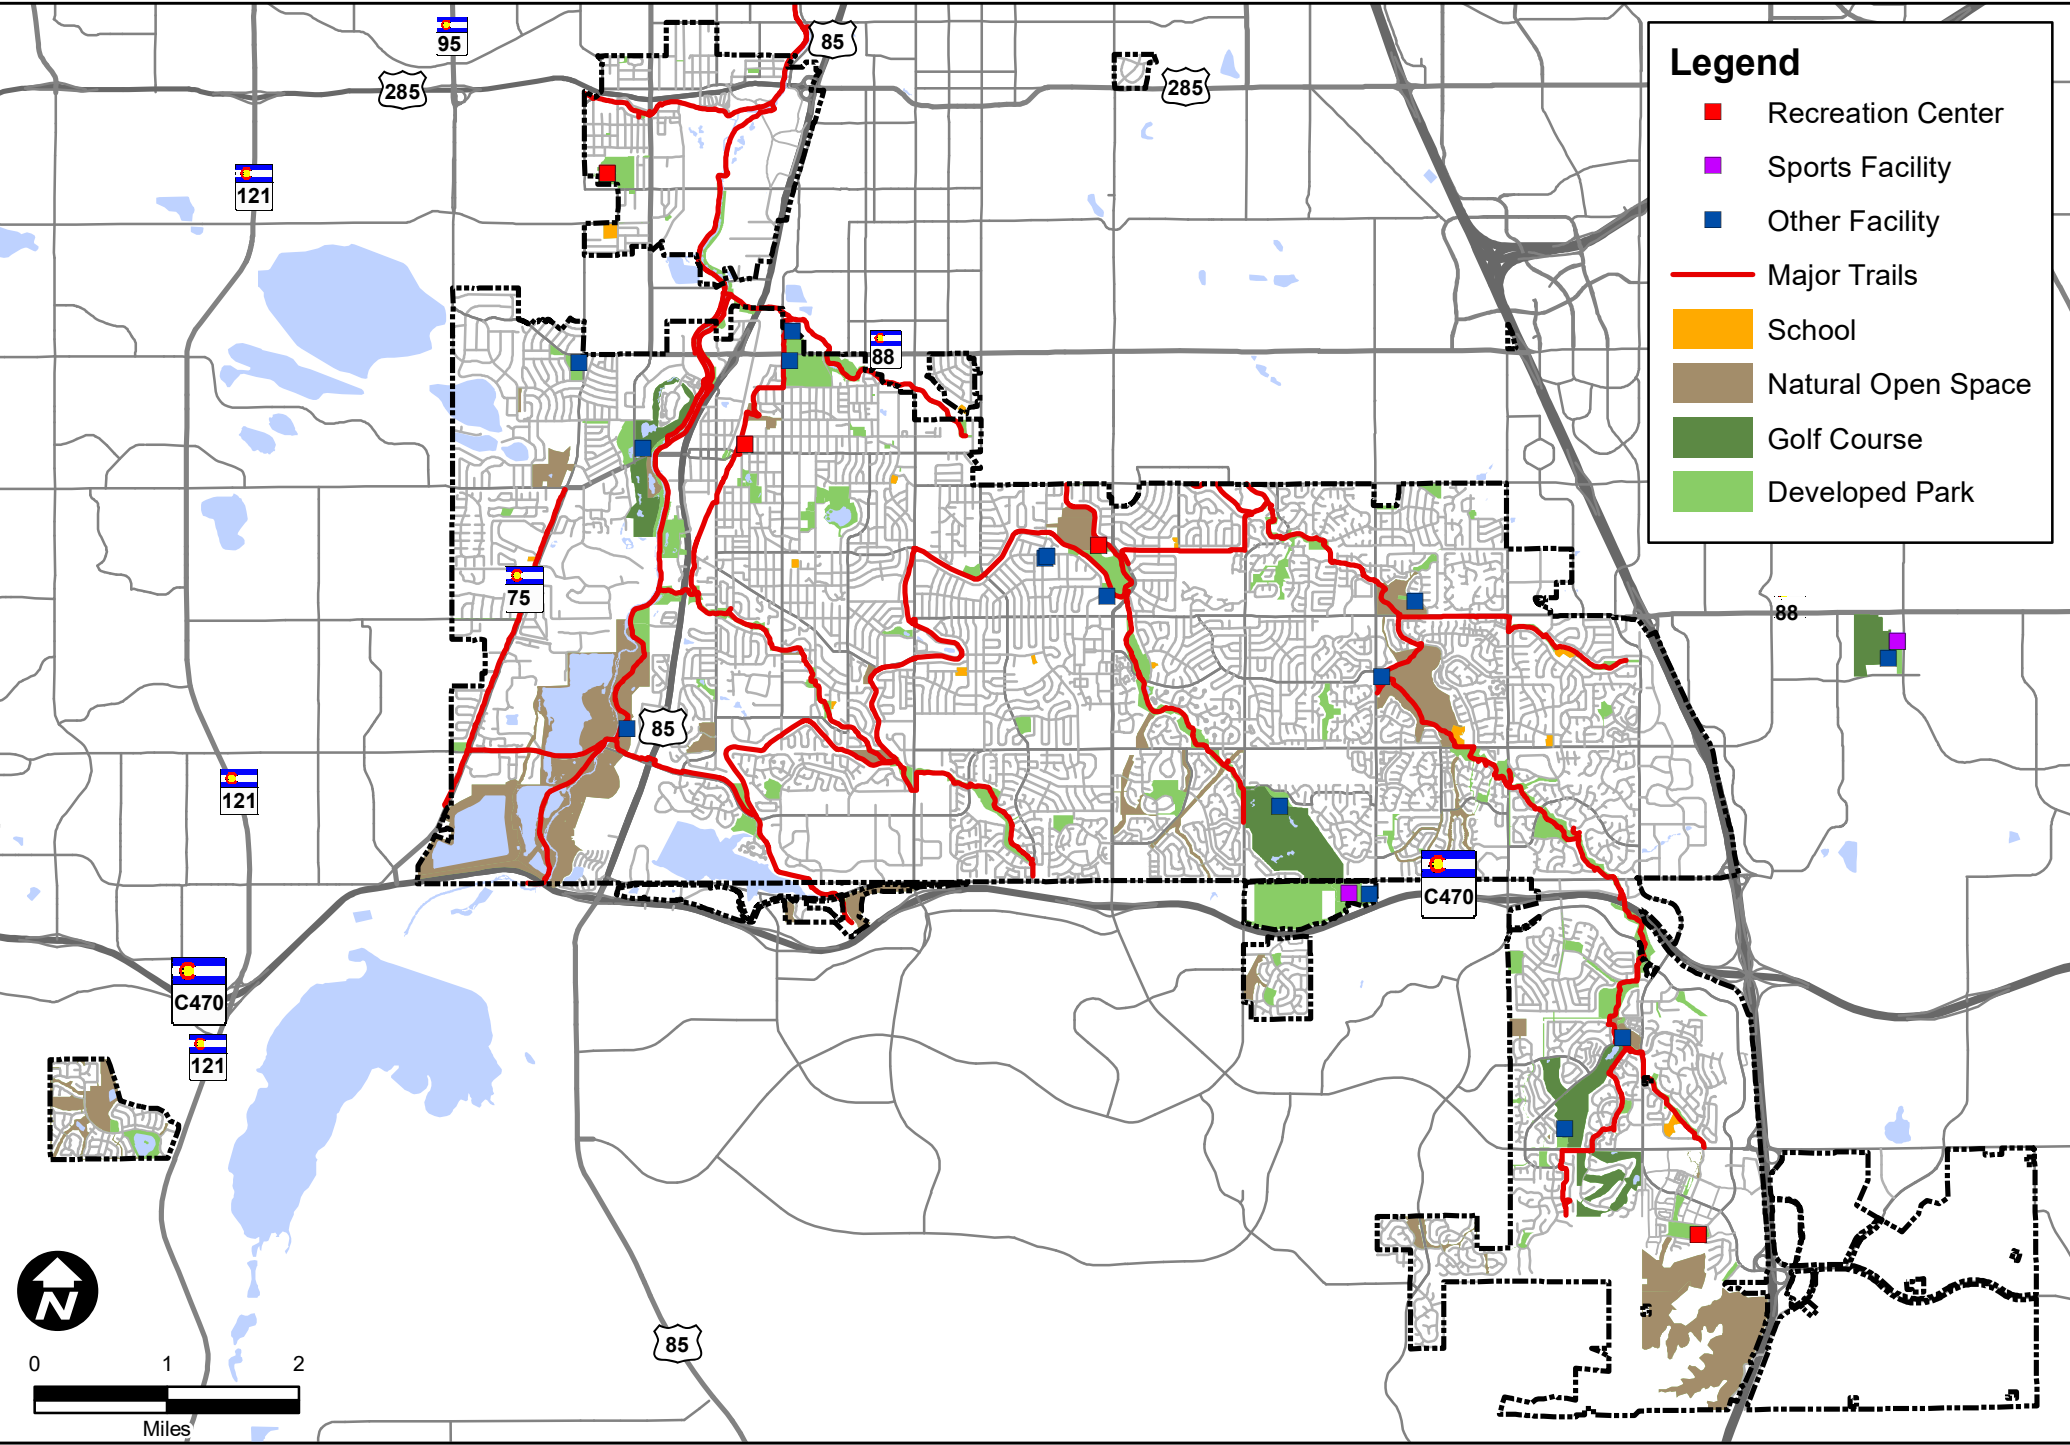 95
85
285
285
121
88
75
88
85
121
C470
C470
121
85
Legend
Recreation Center
Sports Facility
Other Facility
Major Trails
School
Natural Open Space
Golf Course
Developed Park
N
0 1 2
Miles